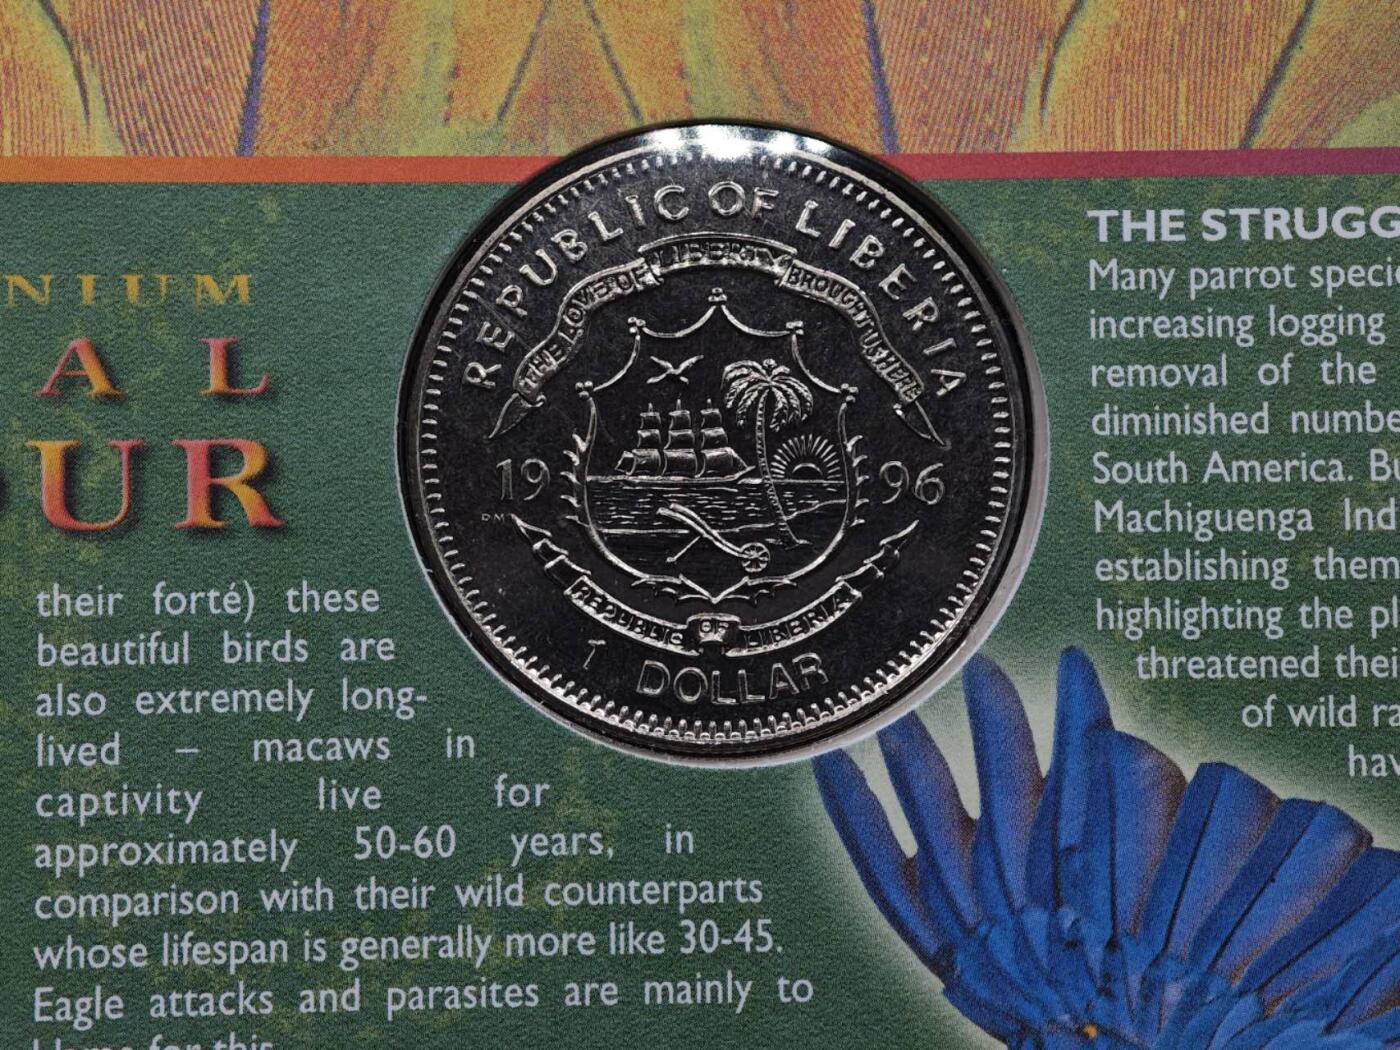 NIUM
AL
OUR
their forté) these
beautiful birds are
also extremely long-
lived – macaws in
captivity live for
approximately 50-60 years, in
comparison with their wild counterparts
whose lifespan is generally more like 30-45.
Eagle attacks and parasites are mainly to
REPUBLIC OF LIBERIA
THE LOVE OF LIBERTY BROUGHT US HERE
19 96
REPUBLIC OF LIBERIA
1 DOLLAR
THE STRUGG
Many parrot speci
increasing logging
removal of the
diminished numbe
South America. Bu
Machiguenga Ind
establishing them
highlighting the p
threatened thei
of wild r
hav